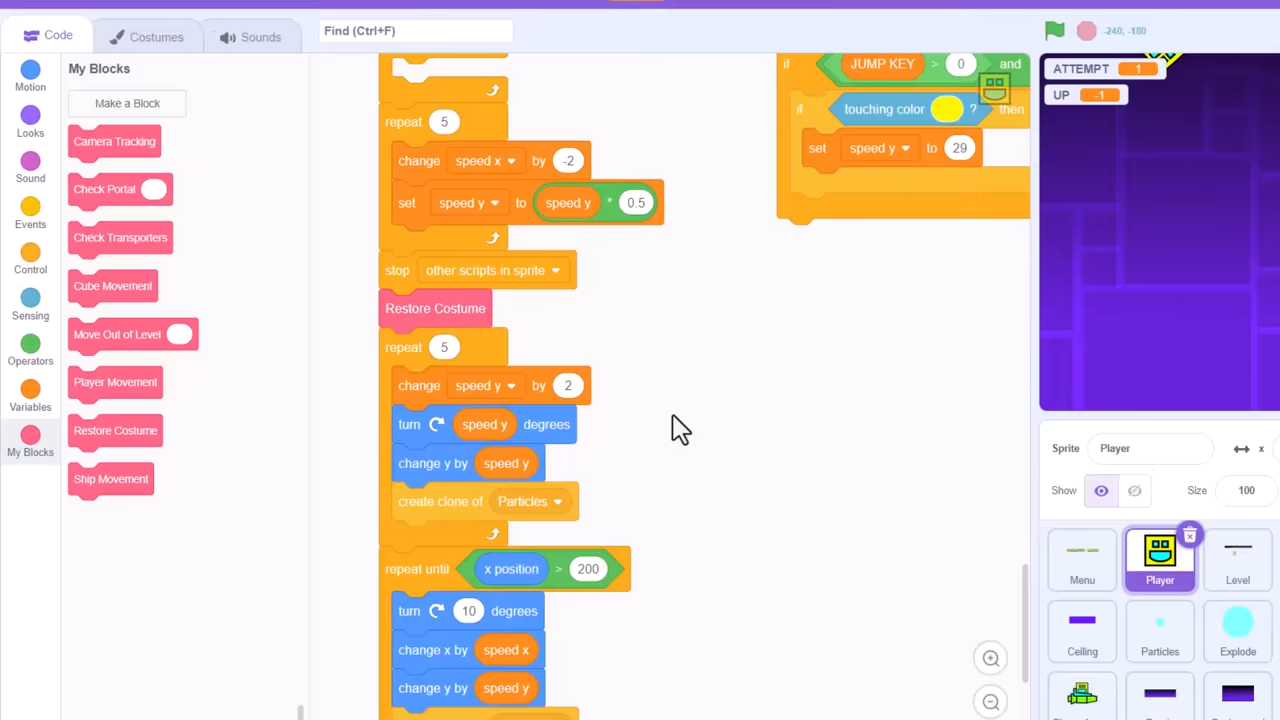 Code
Costumes
Sounds
Find (Ctrl+F)
-240, -180
Motion
Looks
Sound
Events
Control
Sensing
Operators
Variables
My Blocks
My Blocks
Make a Block
Camera Tracking
Check Portal
Check Transporters
Cube Movement
Move Out of Level
Player Movement
Restore Costume
Ship Movement
repeat 5
change speed x by -2
set speed y to speed y * 0.5
stop other scripts in sprite
Restore Costume
repeat 5
change speed y by 2
turn speed y degrees
change y by speed y
create clone of Particles
repeat until x position > 200
turn 10 degrees
change x by speed x
change y by speed y
if JUMP KEY > 0 and
if touching color ? then
set speed y to 29
ATTEMPT 1
UP -1
Sprite Player x
Show Size 100
Menu
Player
Level
Ceiling
Particles
Explode